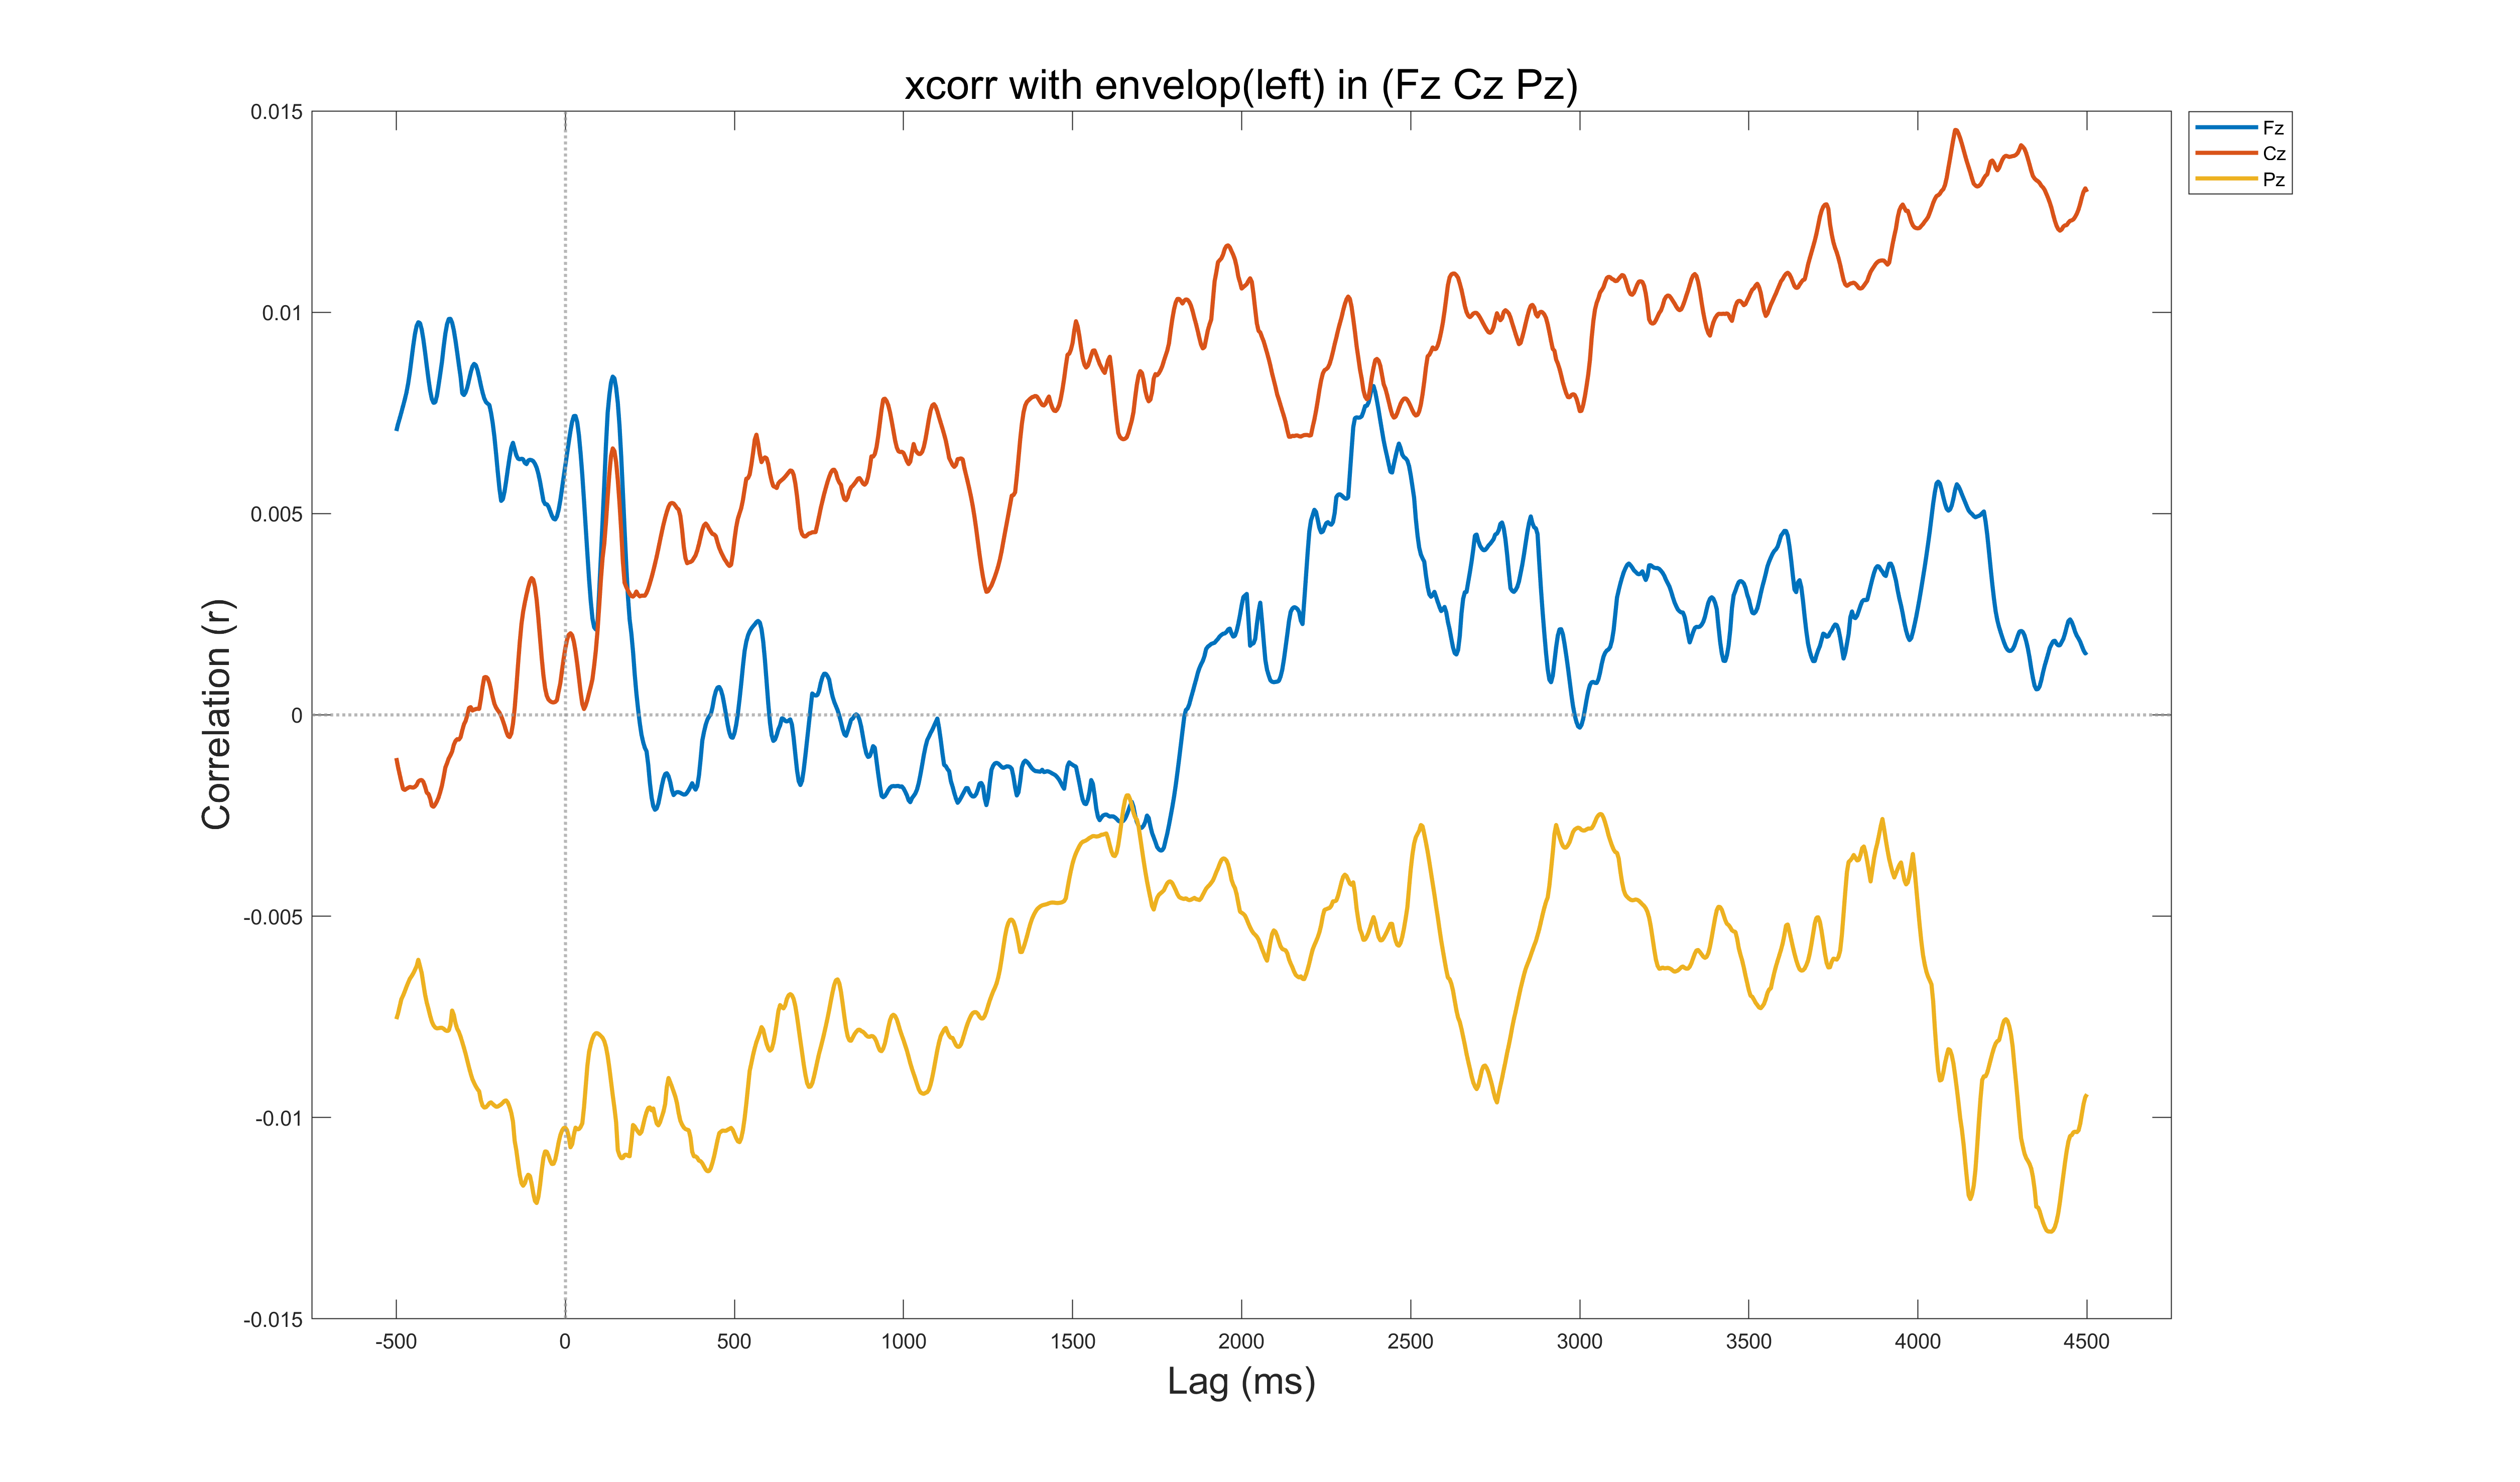 xcorr with envelop(left) in (Fz Cz Pz)
0.015
0.01
0.005
0
-0.005
-0.01
-0.015
Correlation (r)
-500 0 500 1000 1500 2000 2500 3000 3500 4000 4500
Lag (ms)
Fz
Cz
Pz